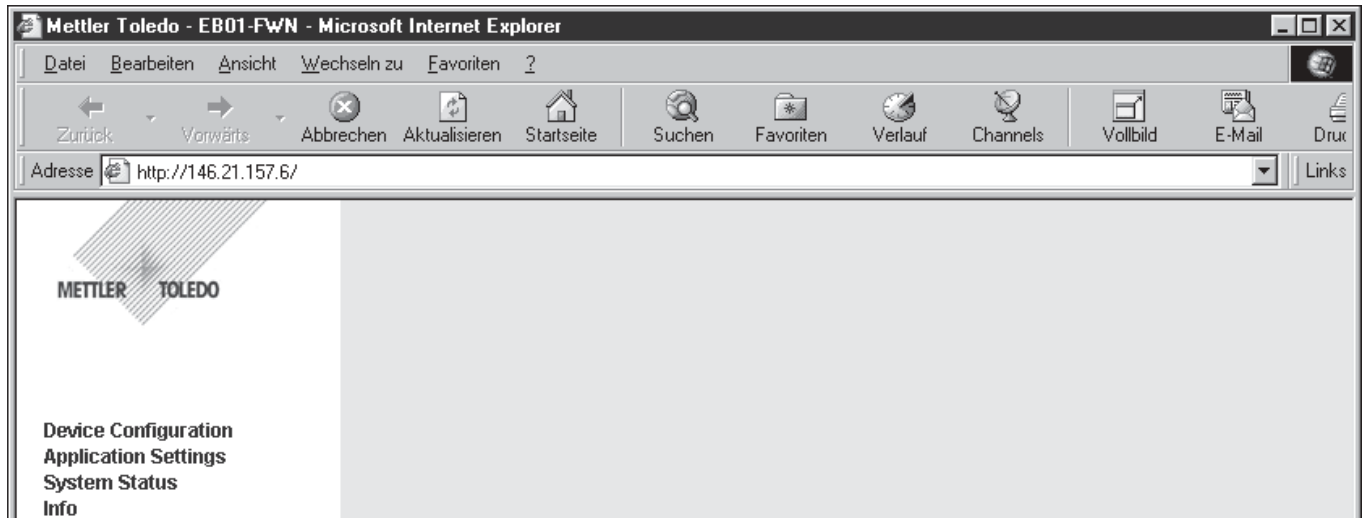 Mettler Toledo - EB01-FWN - Microsoft Internet Explorer
Datei Bearbeiten Ansicht Wechseln zu Favoriten ?
Zurück Vorwärts Abbrechen Aktualisieren Startseite Suchen Favoriten Verlauf Channels Vollbild E-Mail Druc
Adresse http://146.21.157.6/ Links
METTLER TOLEDO
Device Configuration
Application Settings
System Status
Info